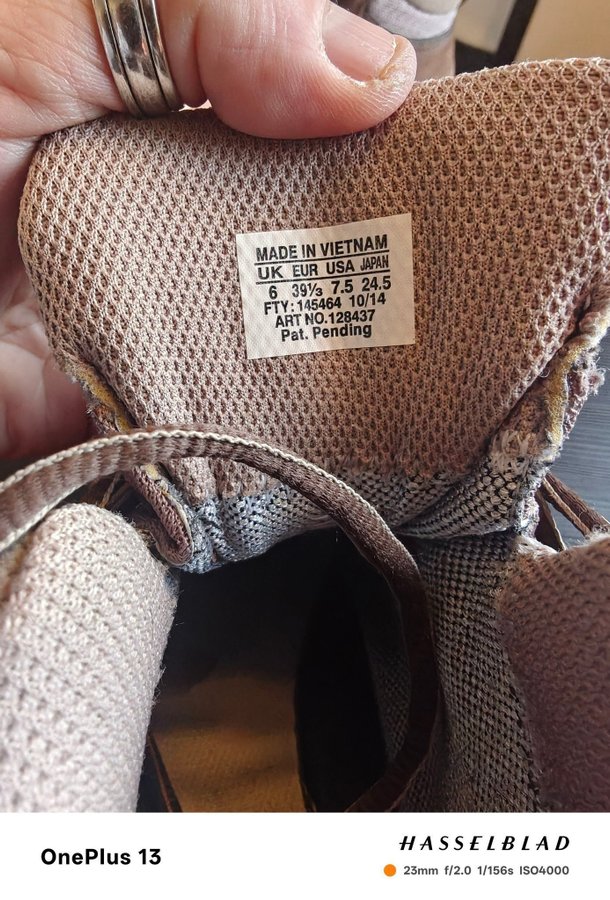 MADE IN VIETNAM
UK EUR USA JAPAN
6 39⅓ 7.5 24.5
FTY: 145464 10/14
ART NO.128437
Pat. Pending
OnePlus 13
HASSELBLAD
23mm f/2.0 1/156s ISO4000